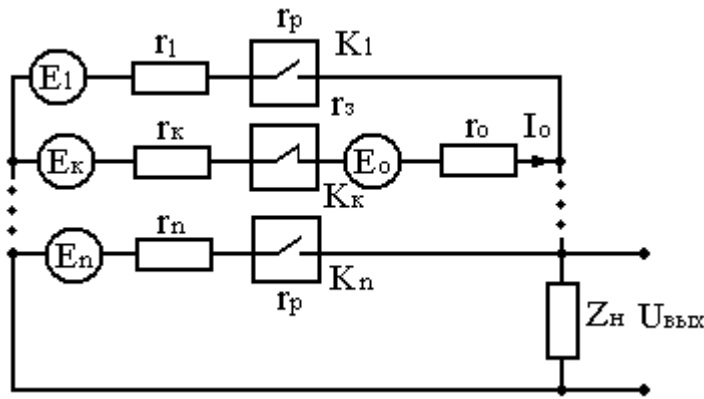 r1 rр K1
E1
rз
rк rо Iо
Eк Eо
Kк
rn
En
Kn
rр
Zн Uвых